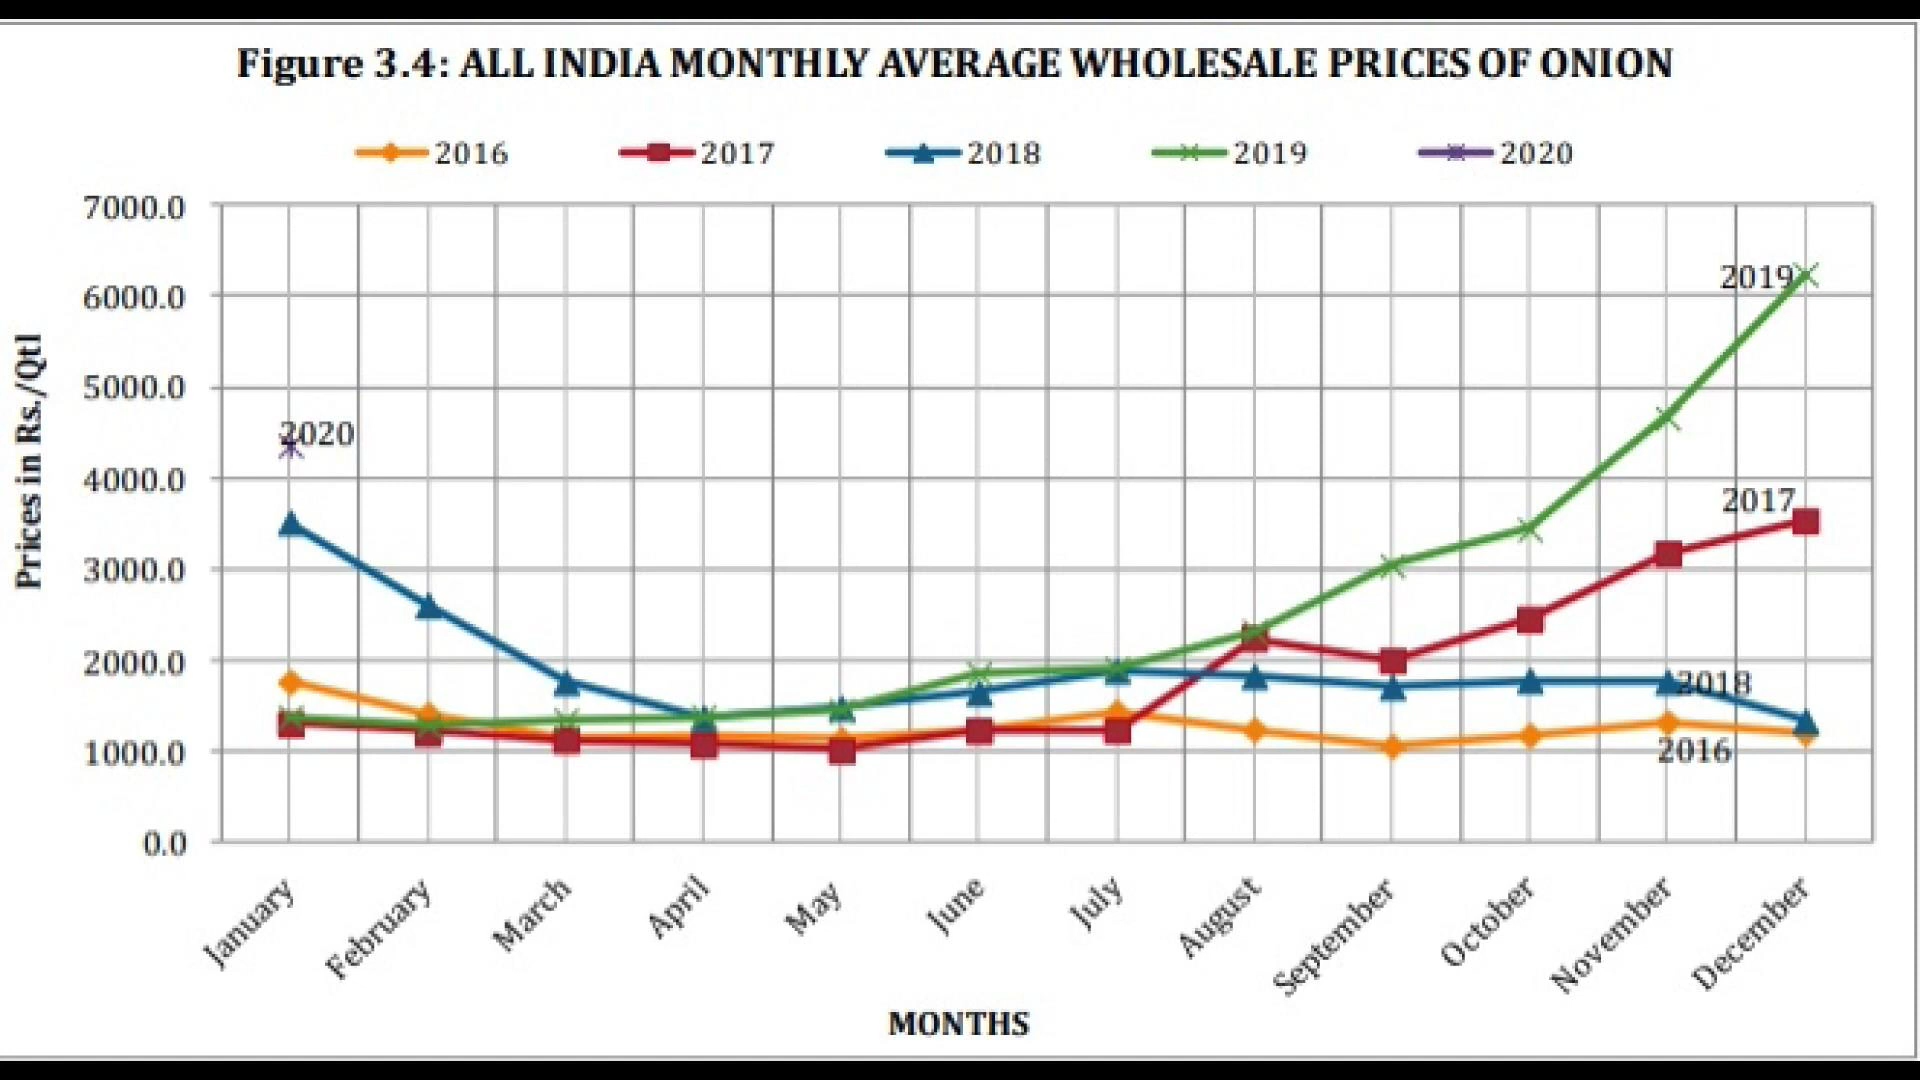 Figure 3.4: ALL INDIA MONTHLY AVERAGE WHOLESALE PRICES OF ONION
2016 2017 2018 2019 2020
7000.0
6000.0
5000.0
4000.0
3000.0
2000.0
1000.0
0.0
Prices in Rs./Qtl
2020
2019
2017
2018
2016
January February March April May June July August September October November December
MONTHS